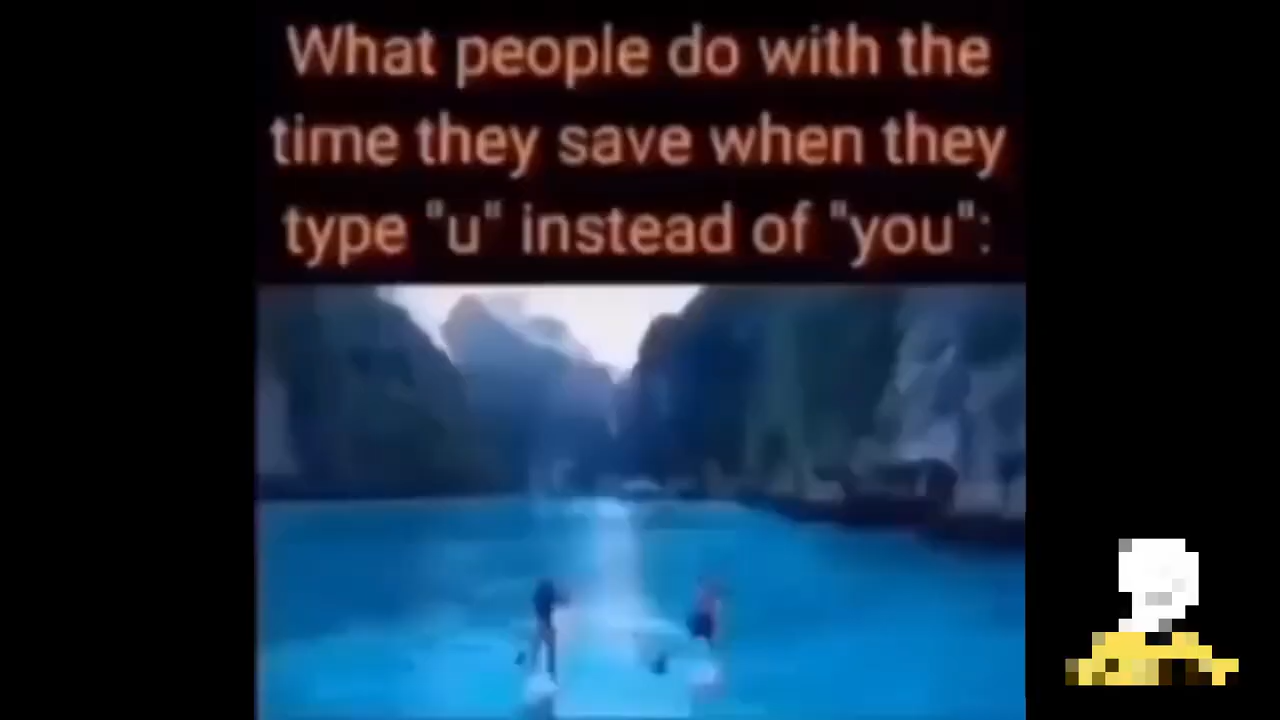 What people do with the
time they save when they
type "u" instead of "you":